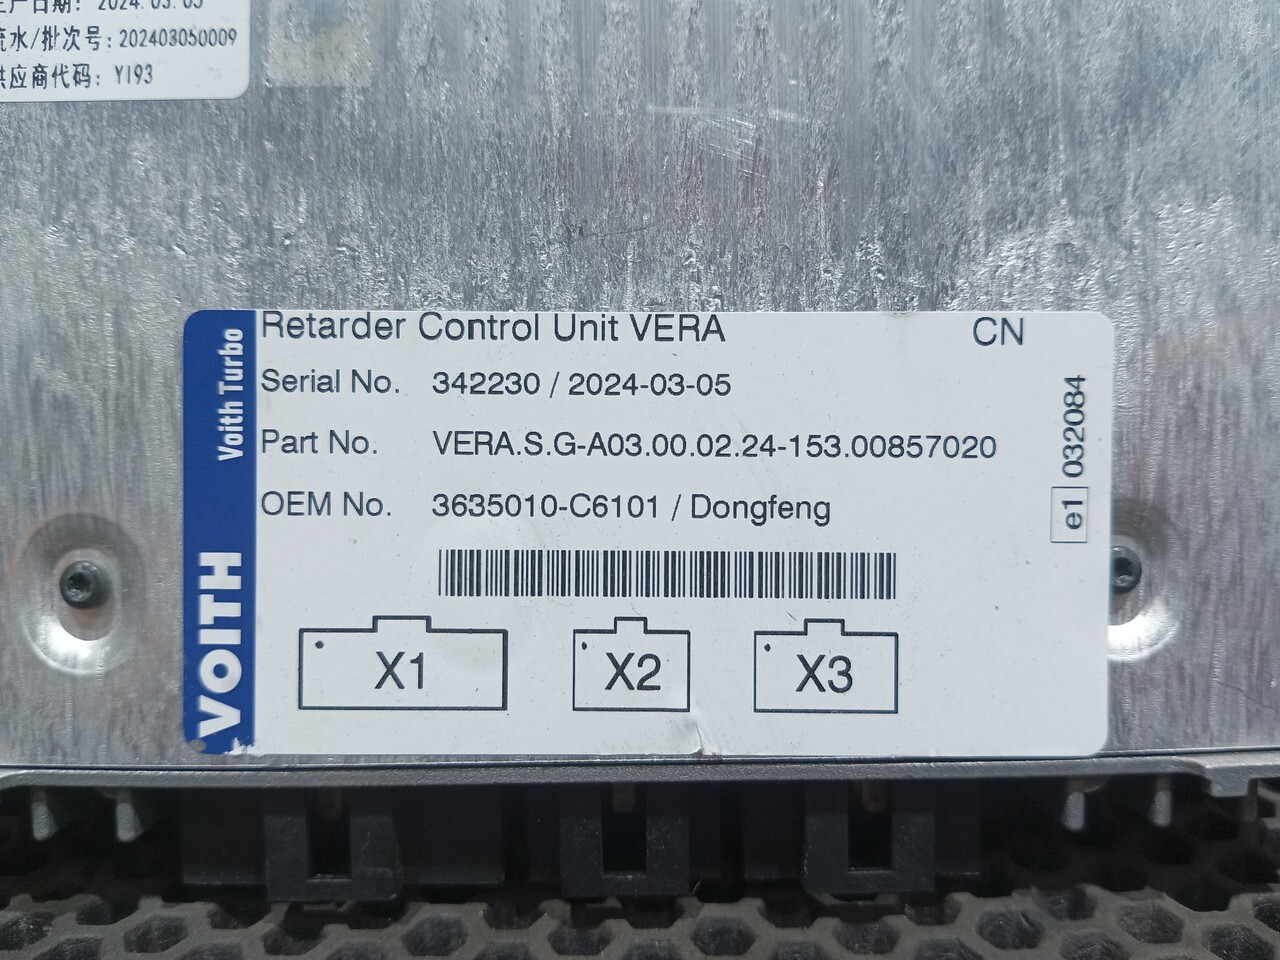 生产日期: 2024.03.05
流水/批次号: 202403050009
供应商代码: Y193
Voith Turbo
VOITH
Retarder Control Unit VERA
CN
Serial No. 342230 / 2024-03-05
Part No. VERA.S.G-A03.00.02.24-153.00857020
OEM No. 3635010-C6101 / Dongfeng
e1 032084
X1
X2
X3